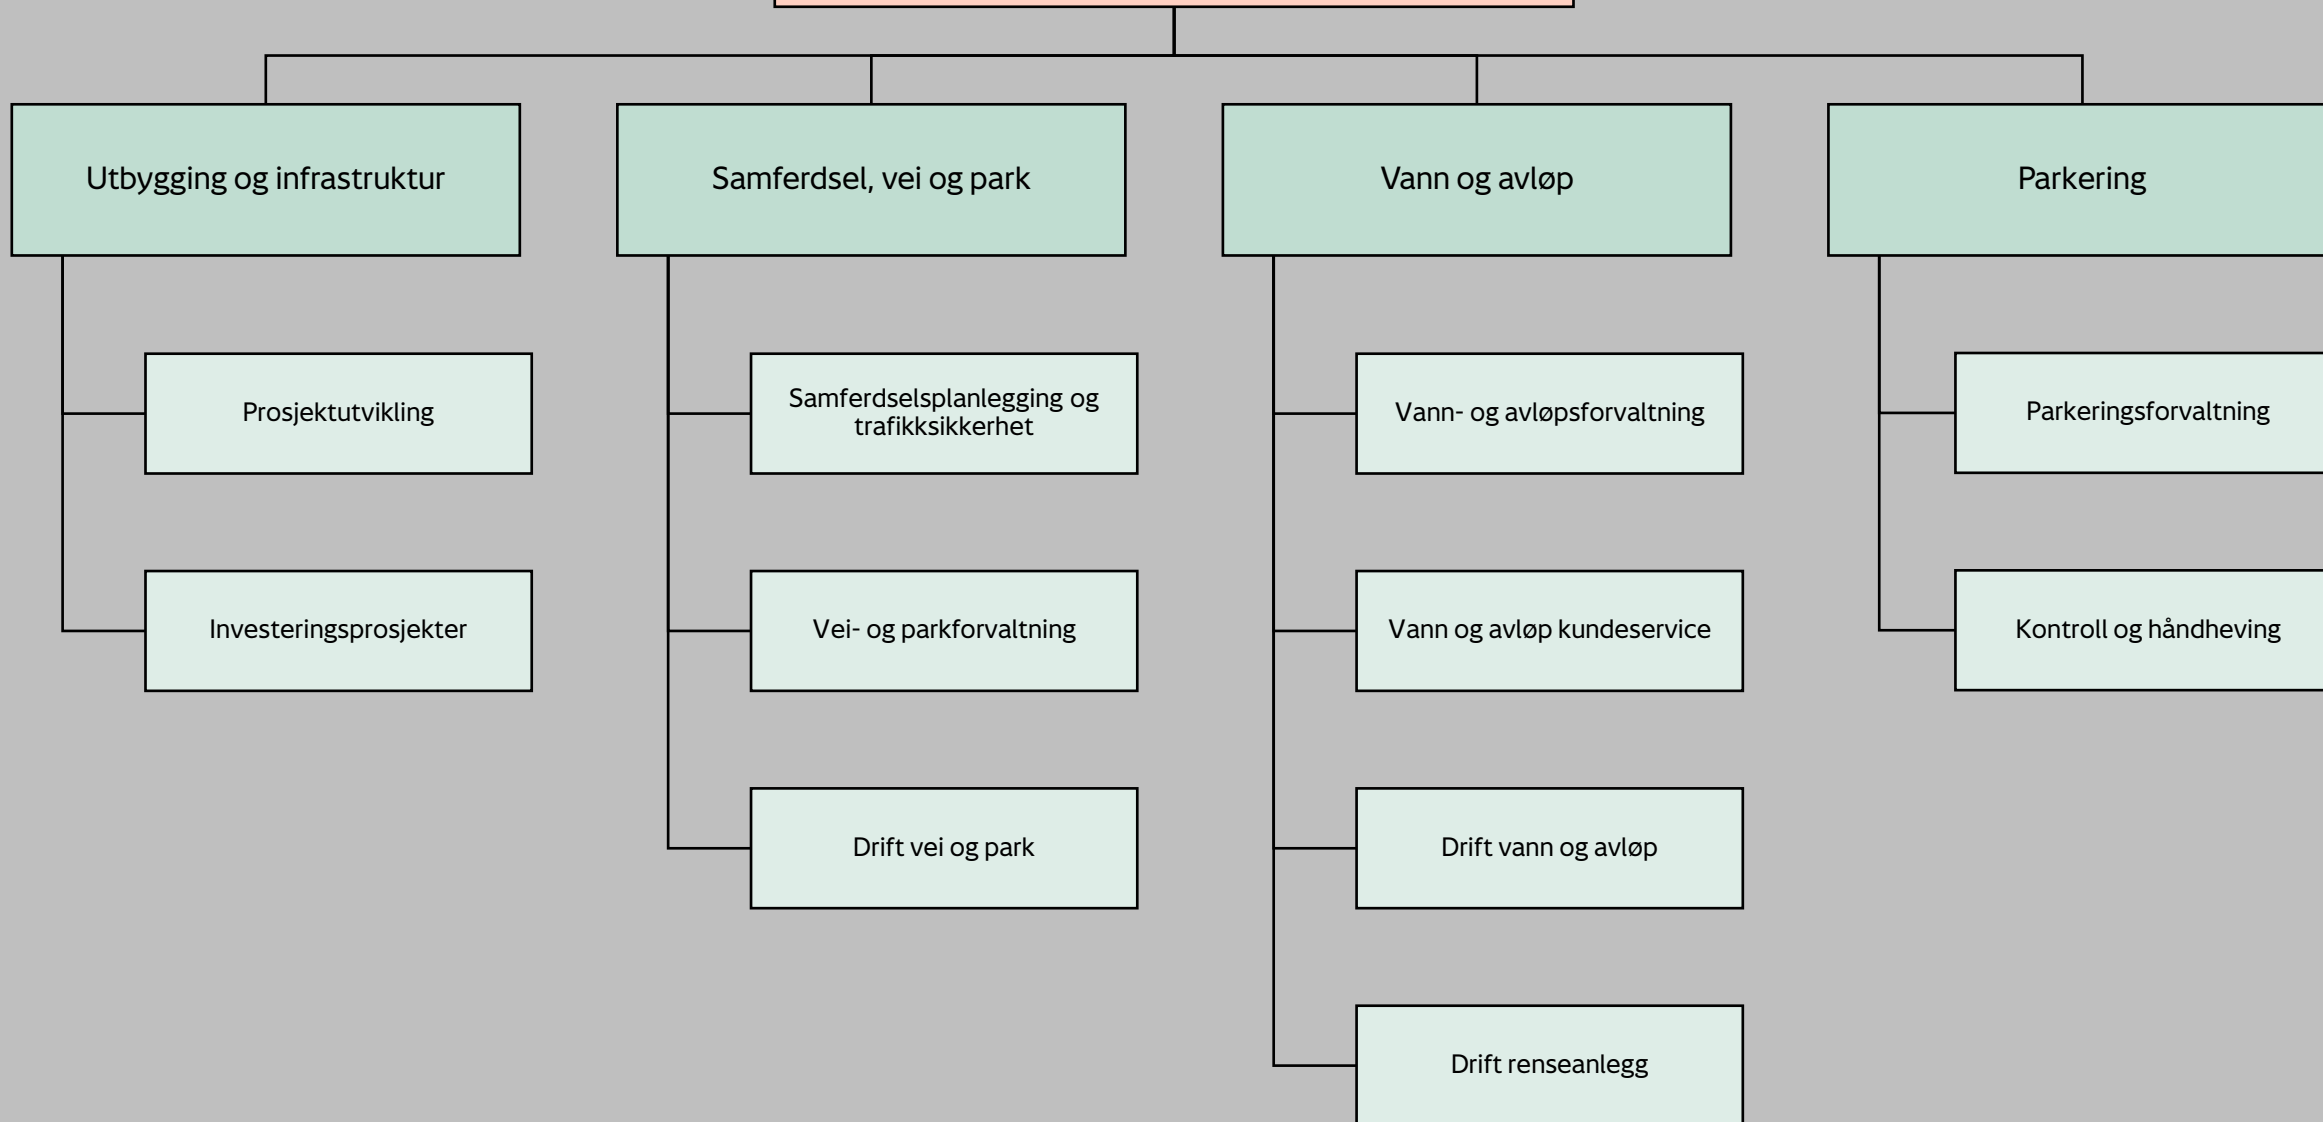 Utbygging og infrastruktur
Samferdsel, vei og park
Vann og avløp
Parkering
Prosjektutvikling
Samferdselsplanlegging og
trafikksikkerhet
Vann- og avløpsforvaltning
Parkeringsforvaltning
Investeringsprosjekter
Vei- og parkforvaltning
Vann og avløp kundeservice
Kontroll og håndheving
Drift vei og park
Drift vann og avløp
Drift renseanlegg